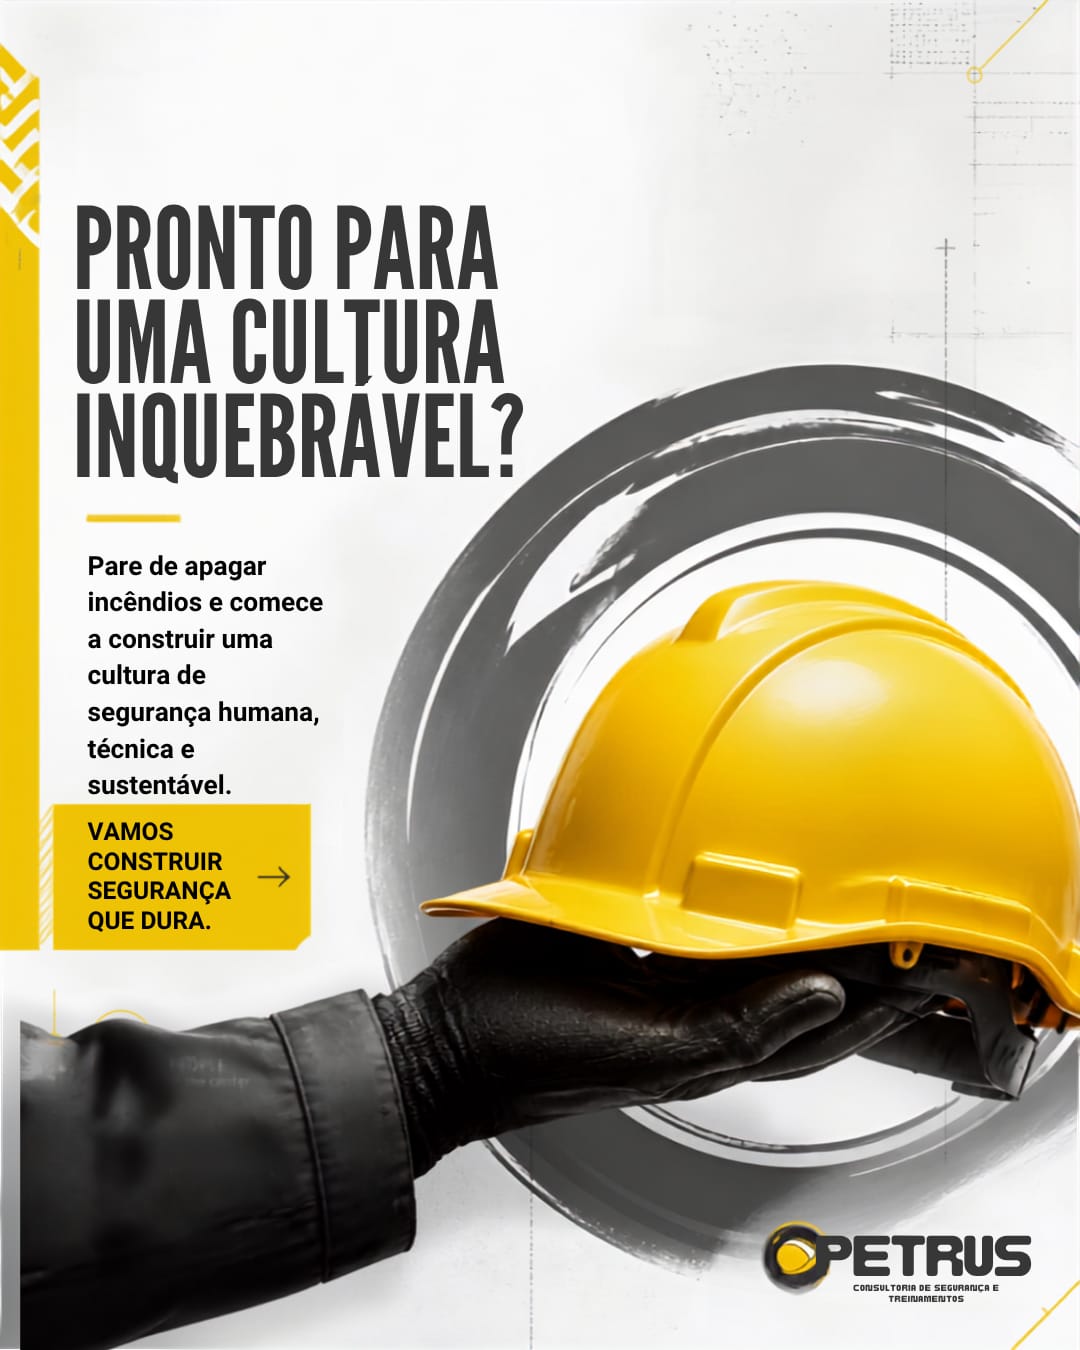 PRONTO PARA
UMA CULTURA
INQUEBRÁVEL?
Pare de apagar
incêndios e comece
a construir uma
cultura de
segurança humana,
técnica e
sustentável.
VAMOS
CONSTRUIR
SEGURANÇA
QUE DURA.
PETRUS
CONSULTORIA DE SEGURANÇA E
TREINAMENTOS